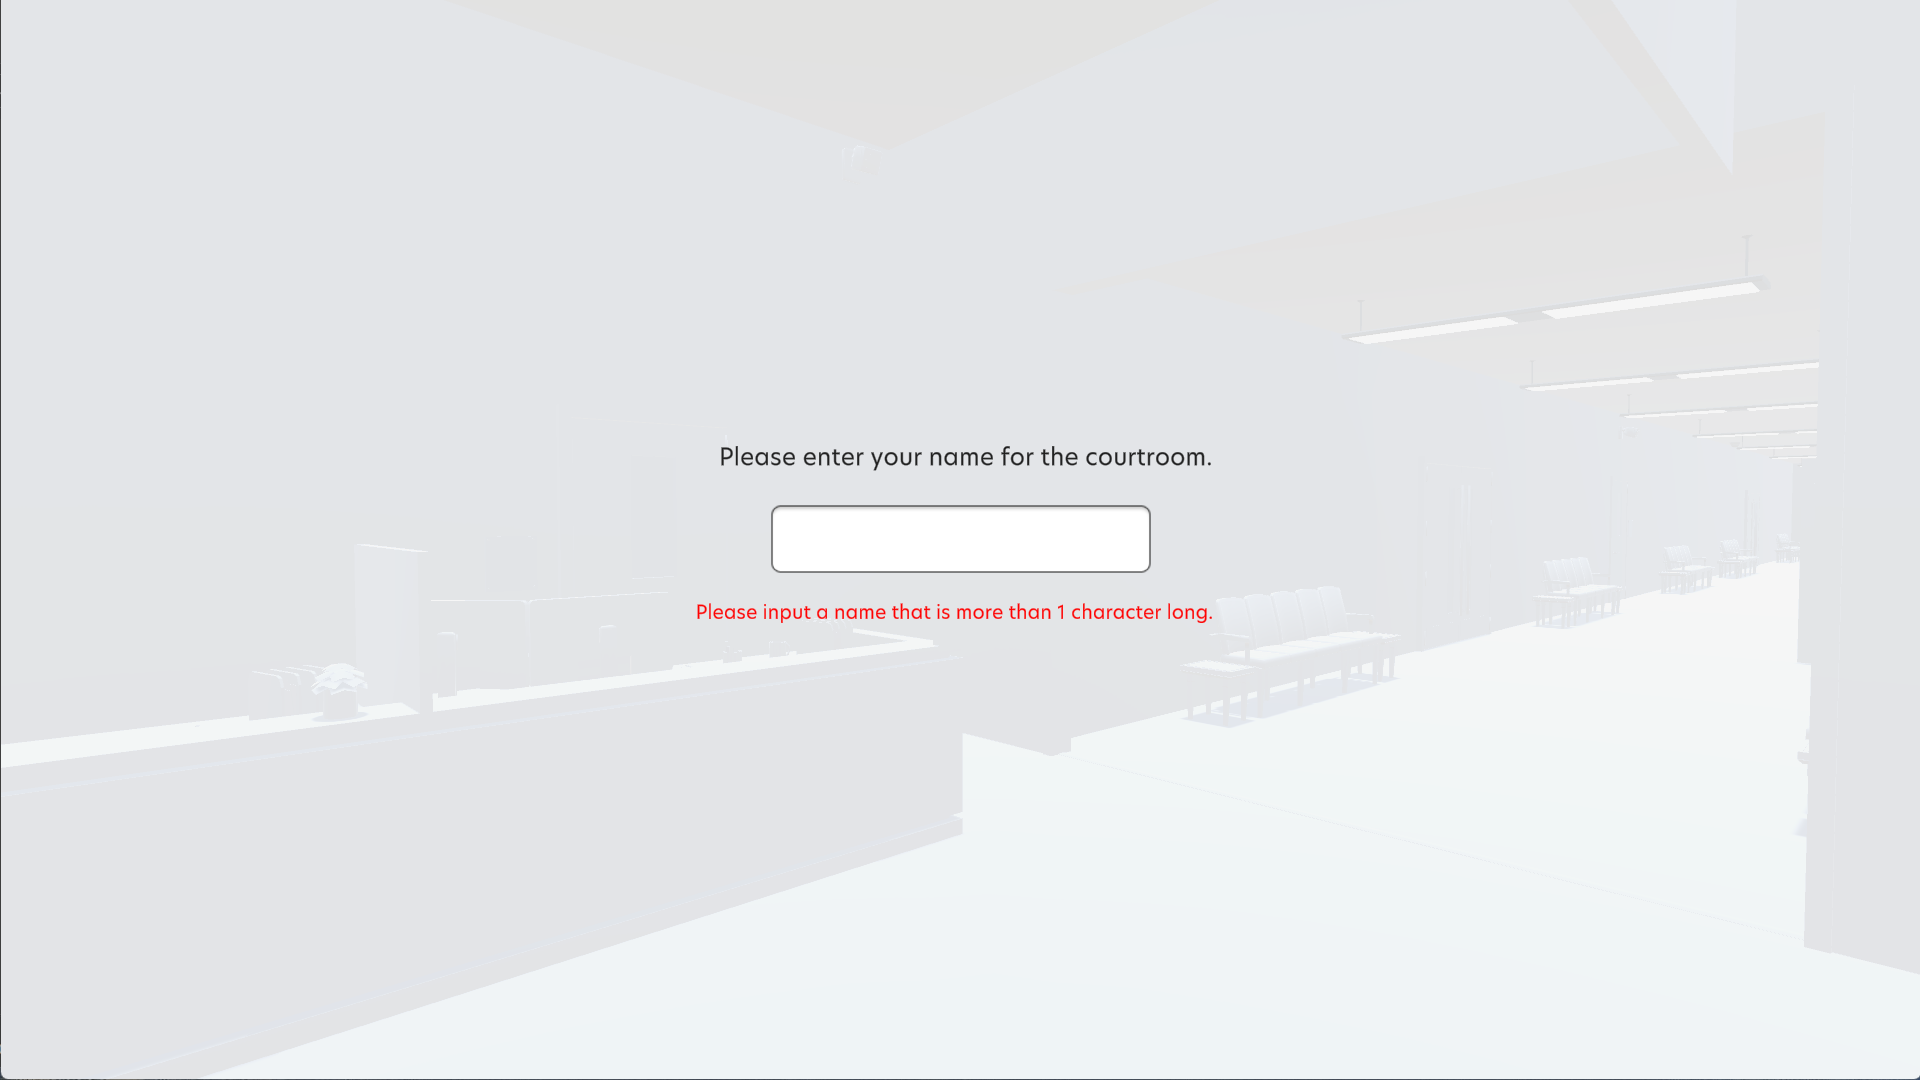 Please enter your name for the courtroom.
Please input a name that is more than 1 character long.